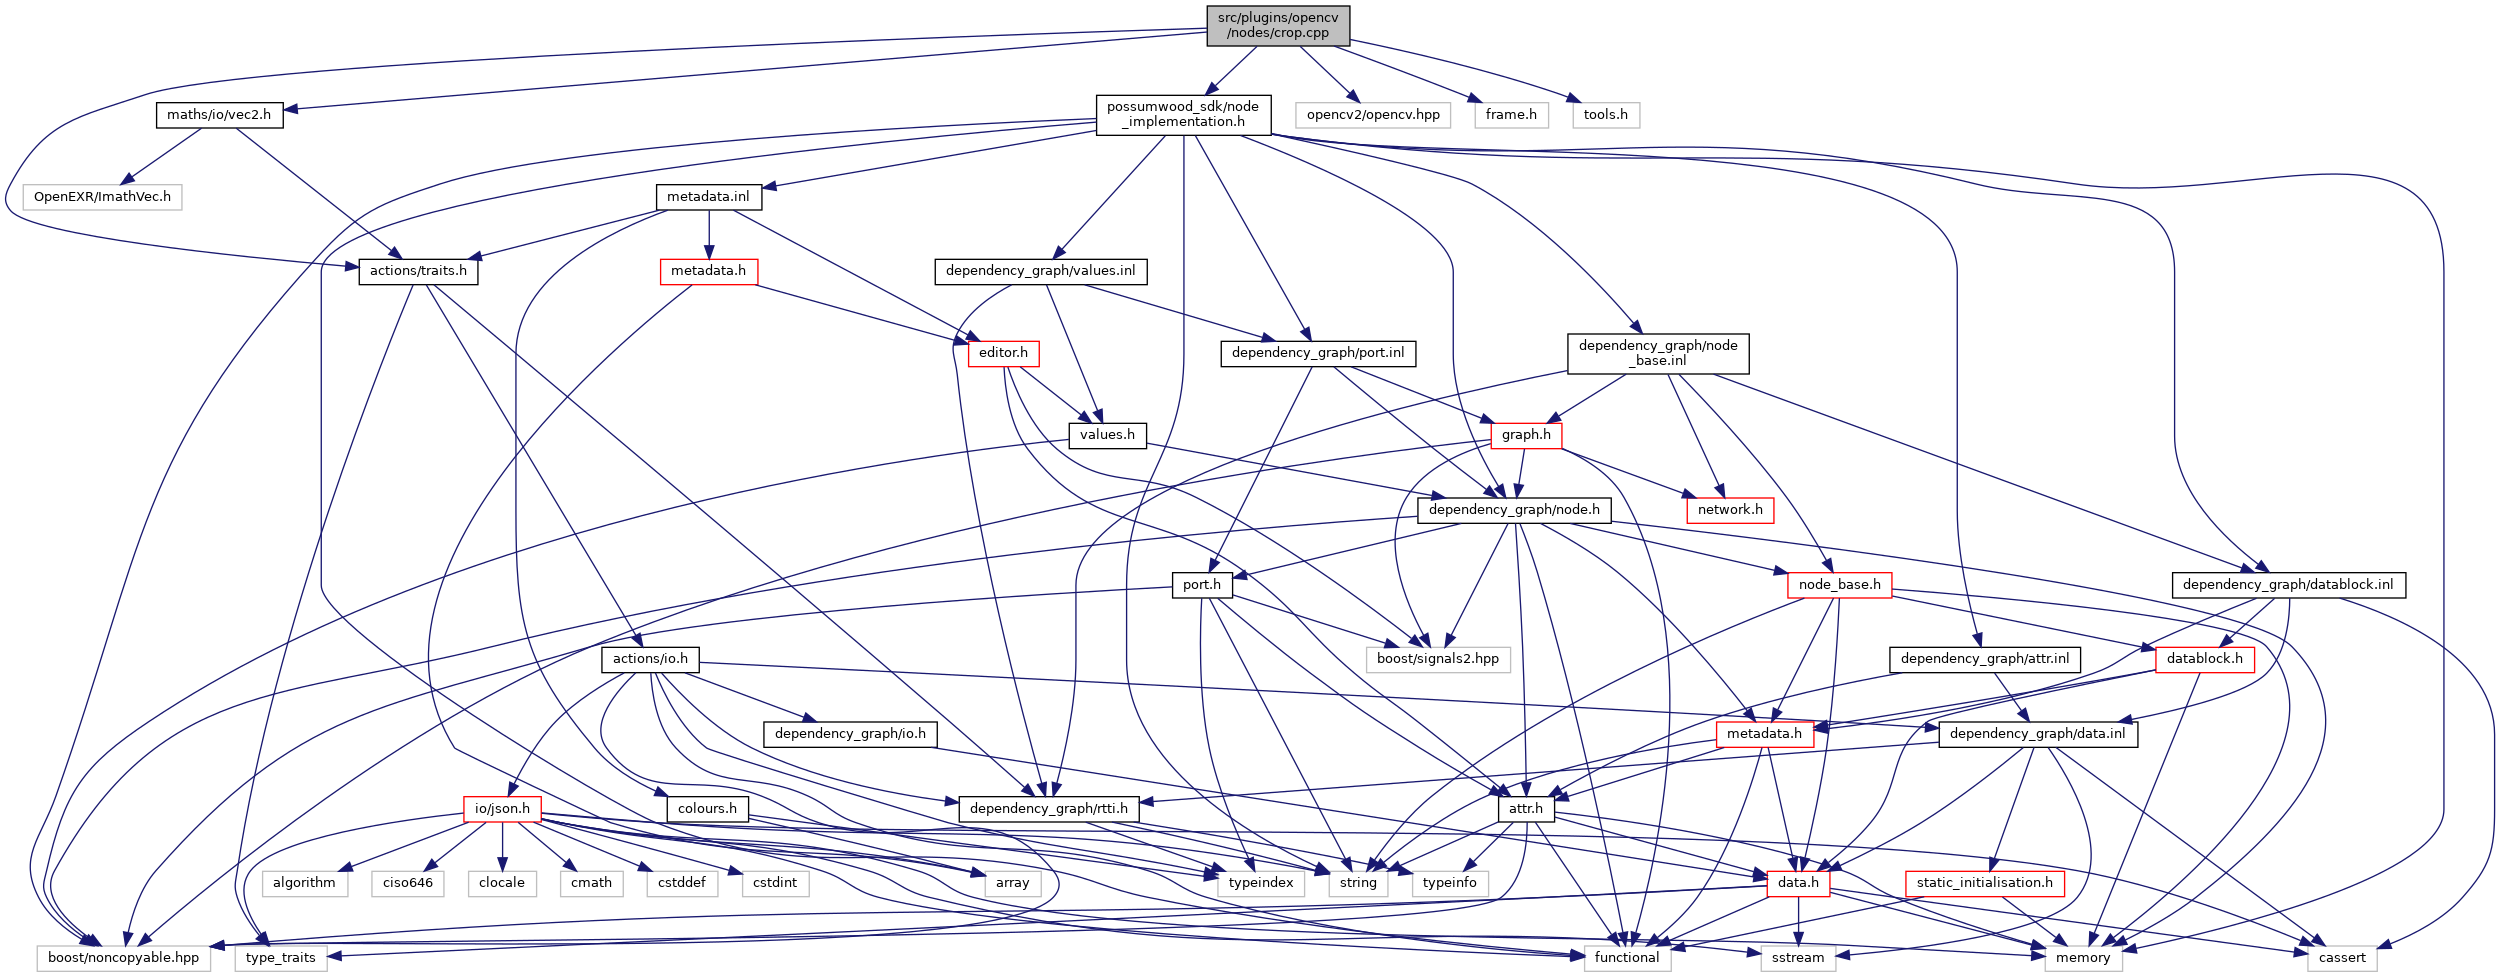 src/plugins/opencv
/nodes/crop.cpp
maths/io/vec2.h
possumwood_sdk/node
_implementation.h
opencv2/opencv.hpp
frame.h
tools.h
OpenEXR/ImathVec.h
metadata.inl
actions/traits.h
metadata.h
dependency_graph/values.inl
editor.h
dependency_graph/port.inl
dependency_graph/node
_base.inl
values.h
graph.h
dependency_graph/node.h
network.h
port.h
node_base.h
dependency_graph/datablock.inl
actions/io.h
boost/signals2.hpp
dependency_graph/attr.inl
datablock.h
dependency_graph/io.h
metadata.h
dependency_graph/data.inl
io/json.h
colours.h
dependency_graph/rtti.h
attr.h
algorithm
ciso646
clocale
cmath
cstddef
cstdint
array
typeindex
string
typeinfo
data.h
static_initialisation.h
boost/noncopyable.hpp
type_traits
functional
sstream
memory
cassert